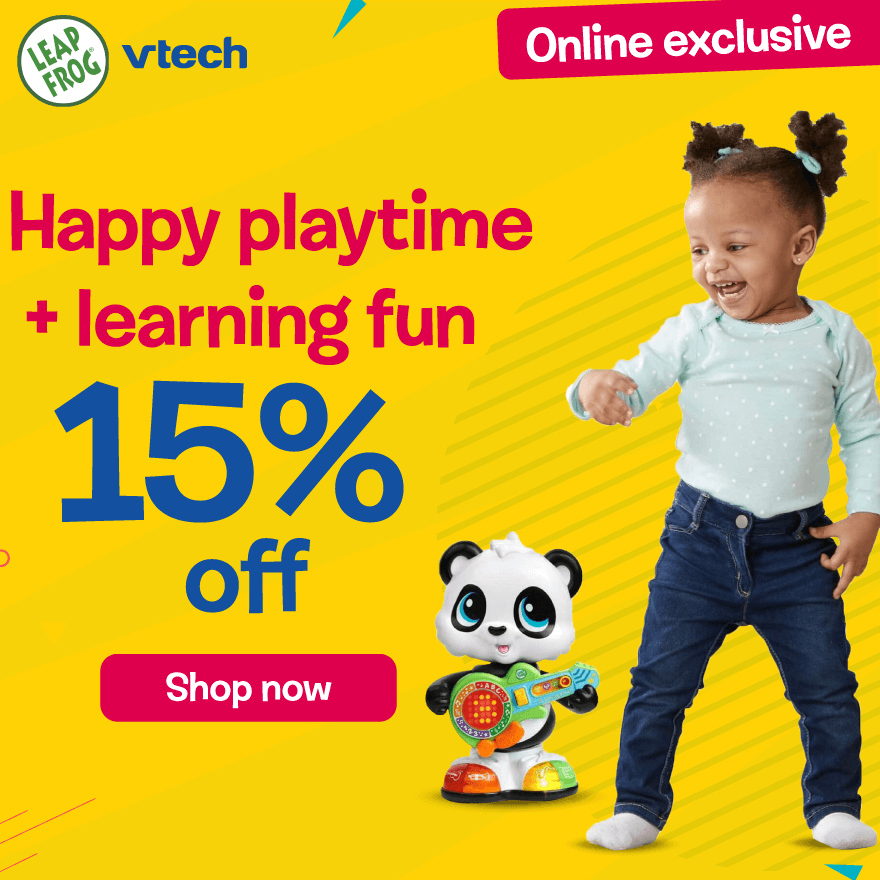 LEAP
FROG
vtech
Online exclusive
Happy playtime
+ learning fun
15%
off
Shop now